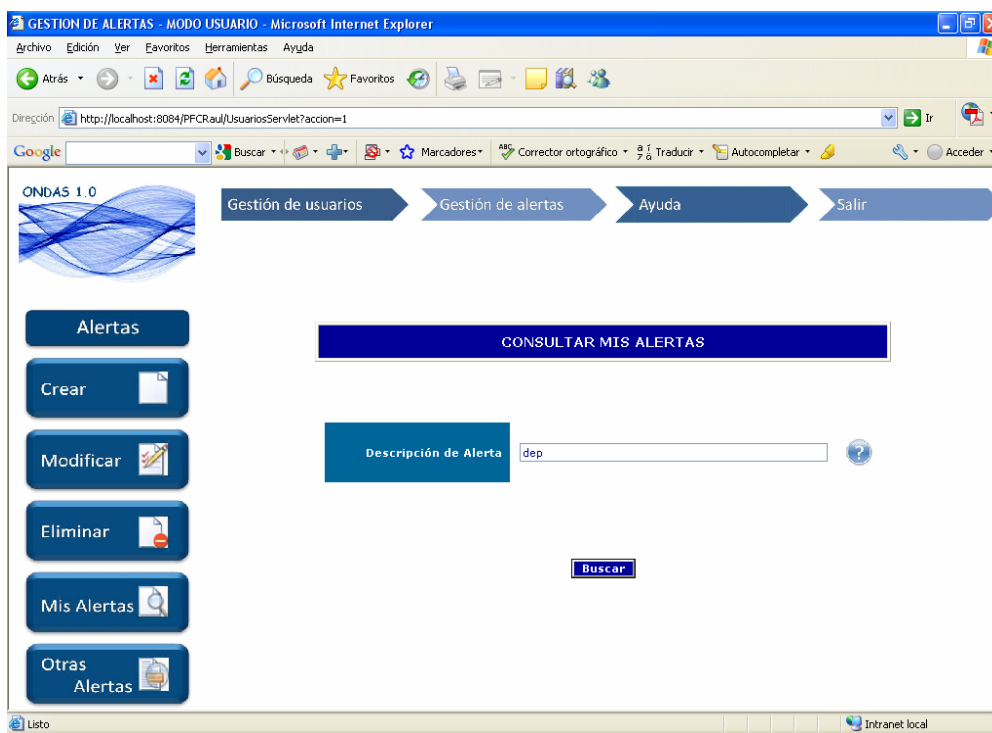 GESTION DE ALERTAS - MODO USUARIO - Microsoft Internet Explorer
Archivo Edición Ver Favoritos Herramientas Ayuda
Atrás Búsqueda Favoritos
Dirección http://localhost:8084/PFCRaul/UsuariosServlet?accion=1 Ir
Google Buscar Marcadores ABC Corrector ortográfico Traducir Autocompletar Acceder
ONDAS 1.0
Gestión de usuarios Gestión de alertas Ayuda Salir
Alertas
CONSULTAR MIS ALERTAS
Crear
Descripción de Alerta dep ?
Modificar
Eliminar
Buscar
Mis Alertas
Otras
Alertas
Listo Intranet local